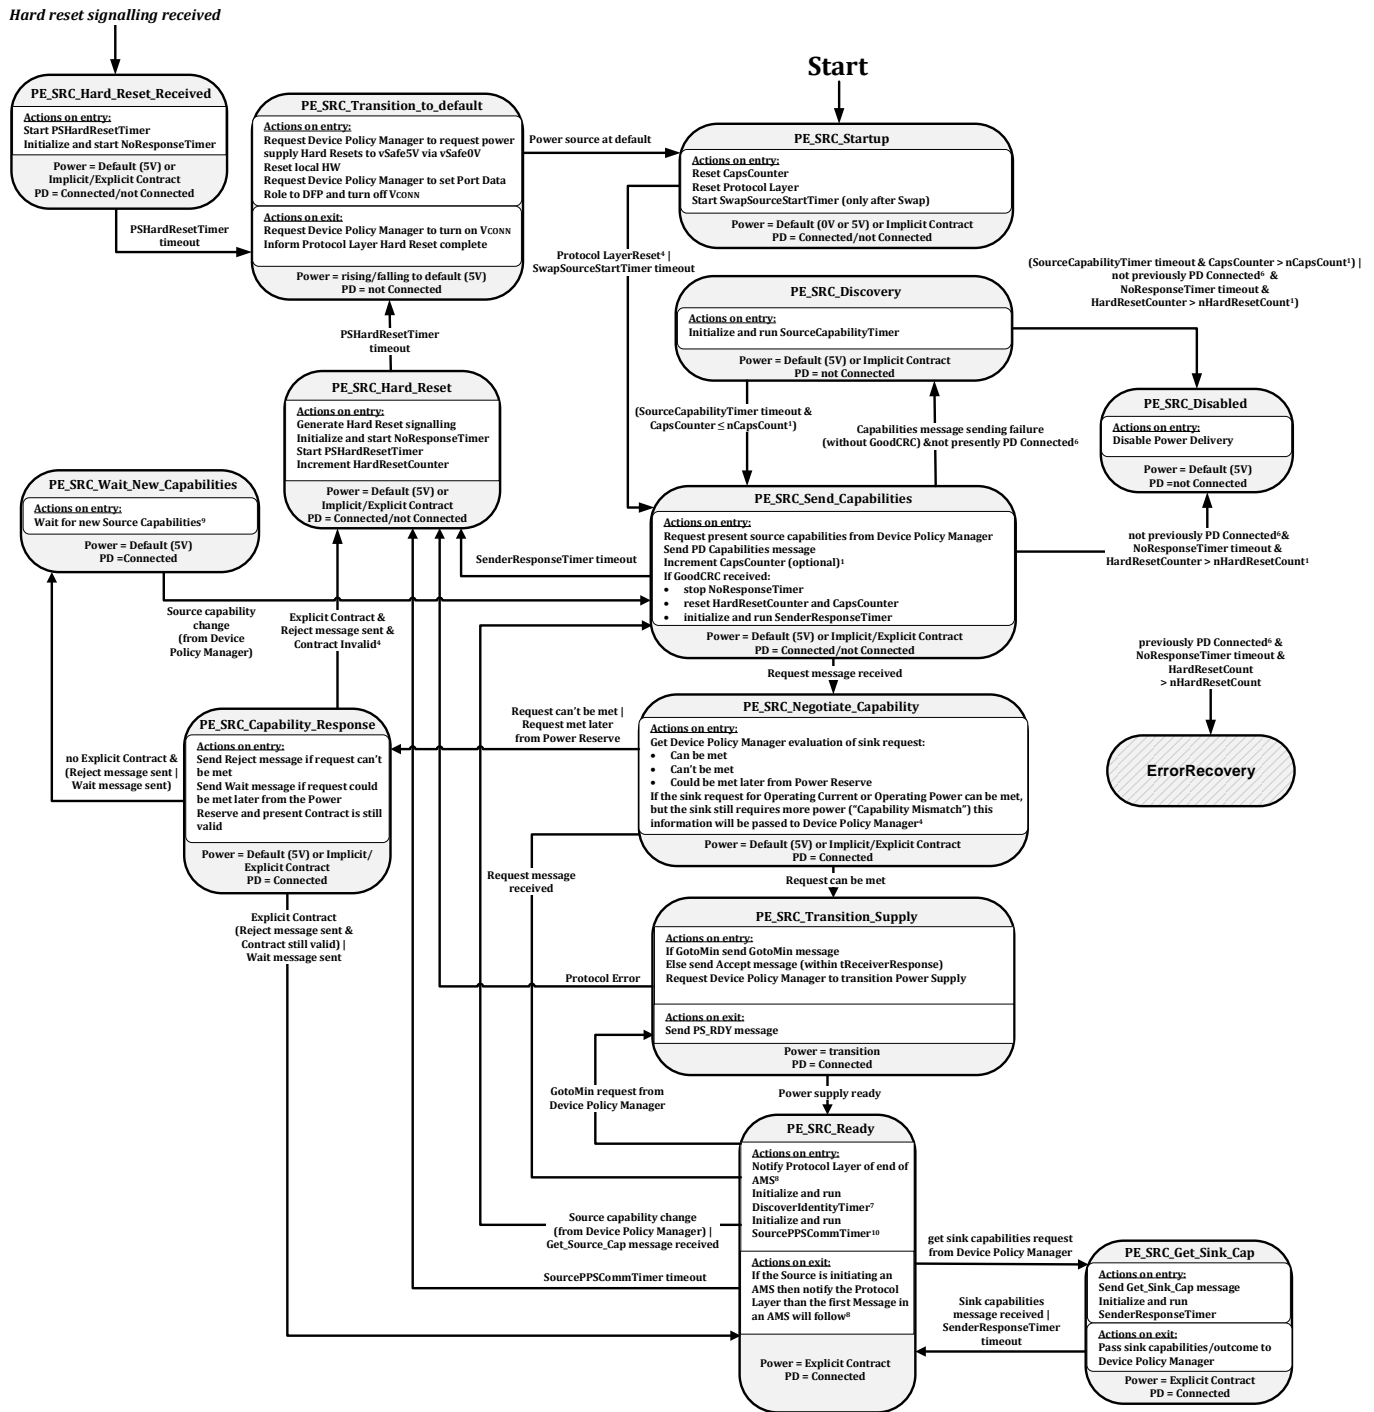 Hard reset signalling received
Start
PE_SRC_Hard_Reset_Received
Actions on entry:
Start PSHardResetTimer
Initialize and start NoResponseTimer
Power = Default (5V) or
Implicit/Explicit Contract
PD = Connected/not Connected
PSHardResetTimer
timeout
PE_SRC_Transition_to_default
Actions on entry:
Request Device Policy Manager to request power
supply Hard Resets to vSafe5V via vSafe0V
Reset local HW
Request Device Policy Manager to set Port Data
Role to DFP and turn off VCONN
Actions on exit:
Request Device Policy Manager to turn on VCONN
Inform Protocol Layer Hard Reset complete
Power = rising/falling to default (5V)
PD = not Connected
Power source at default
PE_SRC_Startup
Actions on entry:
Reset CapsCounter
Reset Protocol Layer
Start SwapSourceStartTimer (only after Swap)
Power = Default (0V or 5V) or Implicit Contract
PD = Connected/not Connected
Protocol LayerReset⁴ |
SwapSourceStartTimer timeout
(SourceCapabilityTimer timeout & CapsCounter > nCapsCount¹) |
not previously PD Connected⁶ &
NoResponseTimer timeout &
HardResetCounter > nHardResetCount¹)
PE_SRC_Discovery
Actions on entry:
Initialize and run SourceCapabilityTimer
Power = Default (5V) or Implicit Contract
PD = not Connected
PSHardResetTimer
timeout
PE_SRC_Hard_Reset
Actions on entry:
Generate Hard Reset signalling
Initialize and start NoResponseTimer
Start PSHardResetTimer
Increment HardResetCounter
Power = Default (5V) or
Implicit/Explicit Contract
PD = Connected/not Connected
(SourceCapabilityTimer timeout &
CapsCounter ≤ nCapsCount¹)
Capabilities message sending failure
(without GoodCRC) &not presently PD Connected⁶
PE_SRC_Disabled
Actions on entry:
Disable Power Delivery
Power = Default (5V)
PD =not Connected
PE_SRC_Wait_New_Capabilities
Actions on entry:
Wait for new Source Capabilities⁹
Power = Default (5V)
PD =Connected
SenderResponseTimer timeout
PE_SRC_Send_Capabilities
Actions on entry:
Request present source capabilities from Device Policy Manager
Send PD Capabilities message
Increment CapsCounter (optional)¹
If GoodCRC received:
• stop NoResponseTimer
• reset HardResetCounter and CapsCounter
• initialize and run SenderResponseTimer
Power = Default (5V) or Implicit/Explicit Contract
PD = Connected/not Connected
not previously PD Connected⁶&
NoResponseTimer timeout &
HardResetCounter > nHardResetCount¹
Source capability
change
(from Device
Policy Manager)
Explicit Contract &
Reject message sent &
Contract Invalid⁴
previously PD Connected⁶ &
NoResponseTimer timeout &
HardResetCount
> nHardResetCount
ErrorRecovery
Request message received
PE_SRC_Negotiate_Capability
Actions on entry:
Get Device Policy Manager evaluation of sink request:
• Can be met
• Can't be met
• Could be met later from Power Reserve
If the sink request for Operating Current or Operating Power can be met,
but the sink still requires more power (“Capability Mismatch”) this
information will be passed to Device Policy Manager⁴
Power = Default (5V) or Implicit/Explicit Contract
PD = Connected
Request can't be met |
Request met later
from Power Reserve
PE_SRC_Capability_Response
Actions on entry:
Send Reject message if request can't
be met
Send Wait message if request could
be met later from the Power
Reserve and present Contract is still
valid
Power = Default (5V) or Implicit/
Explicit Contract
PD = Connected
no Explicit Contract &
(Reject message sent |
Wait message sent)
Request message
received
Request can be met
Explicit Contract
(Reject message sent &
Contract still valid) |
Wait message sent
PE_SRC_Transition_Supply
Actions on entry:
If GotoMin send GotoMin message
Else send Accept message (within tReceiverResponse)
Request Device Policy Manager to transition Power Supply
Actions on exit:
Send PS_RDY message
Power = transition
PD = Connected
Protocol Error
GotoMin request from
Device Policy Manager
Power supply ready
PE_SRC_Ready
Actions on entry:
Notify Protocol Layer of end of
AMS⁸
Initialize and run
DiscoverIdentityTimer⁷
Initialize and run
SourcePPSCommTimer¹⁰
Actions on exit:
If the Source is initiating an
AMS then notify the Protocol
Layer than the first Message in
an AMS will follow⁸
Power = Explicit Contract
PD = Connected
Source capability change
(from Device Policy Manager) |
Get_Source_Cap message received
SourcePPSCommTimer timeout
get sink capabilities request
from Device Policy Manager
Sink capabilities
message received |
SenderResponseTimer
timeout
PE_SRC_Get_Sink_Cap
Actions on entry:
Send Get_Sink_Cap message
Initialize and run
SenderResponseTimer
Actions on exit:
Pass sink capabilities/outcome to
Device Policy Manager
Power = Explicit Contract
PD = Connected